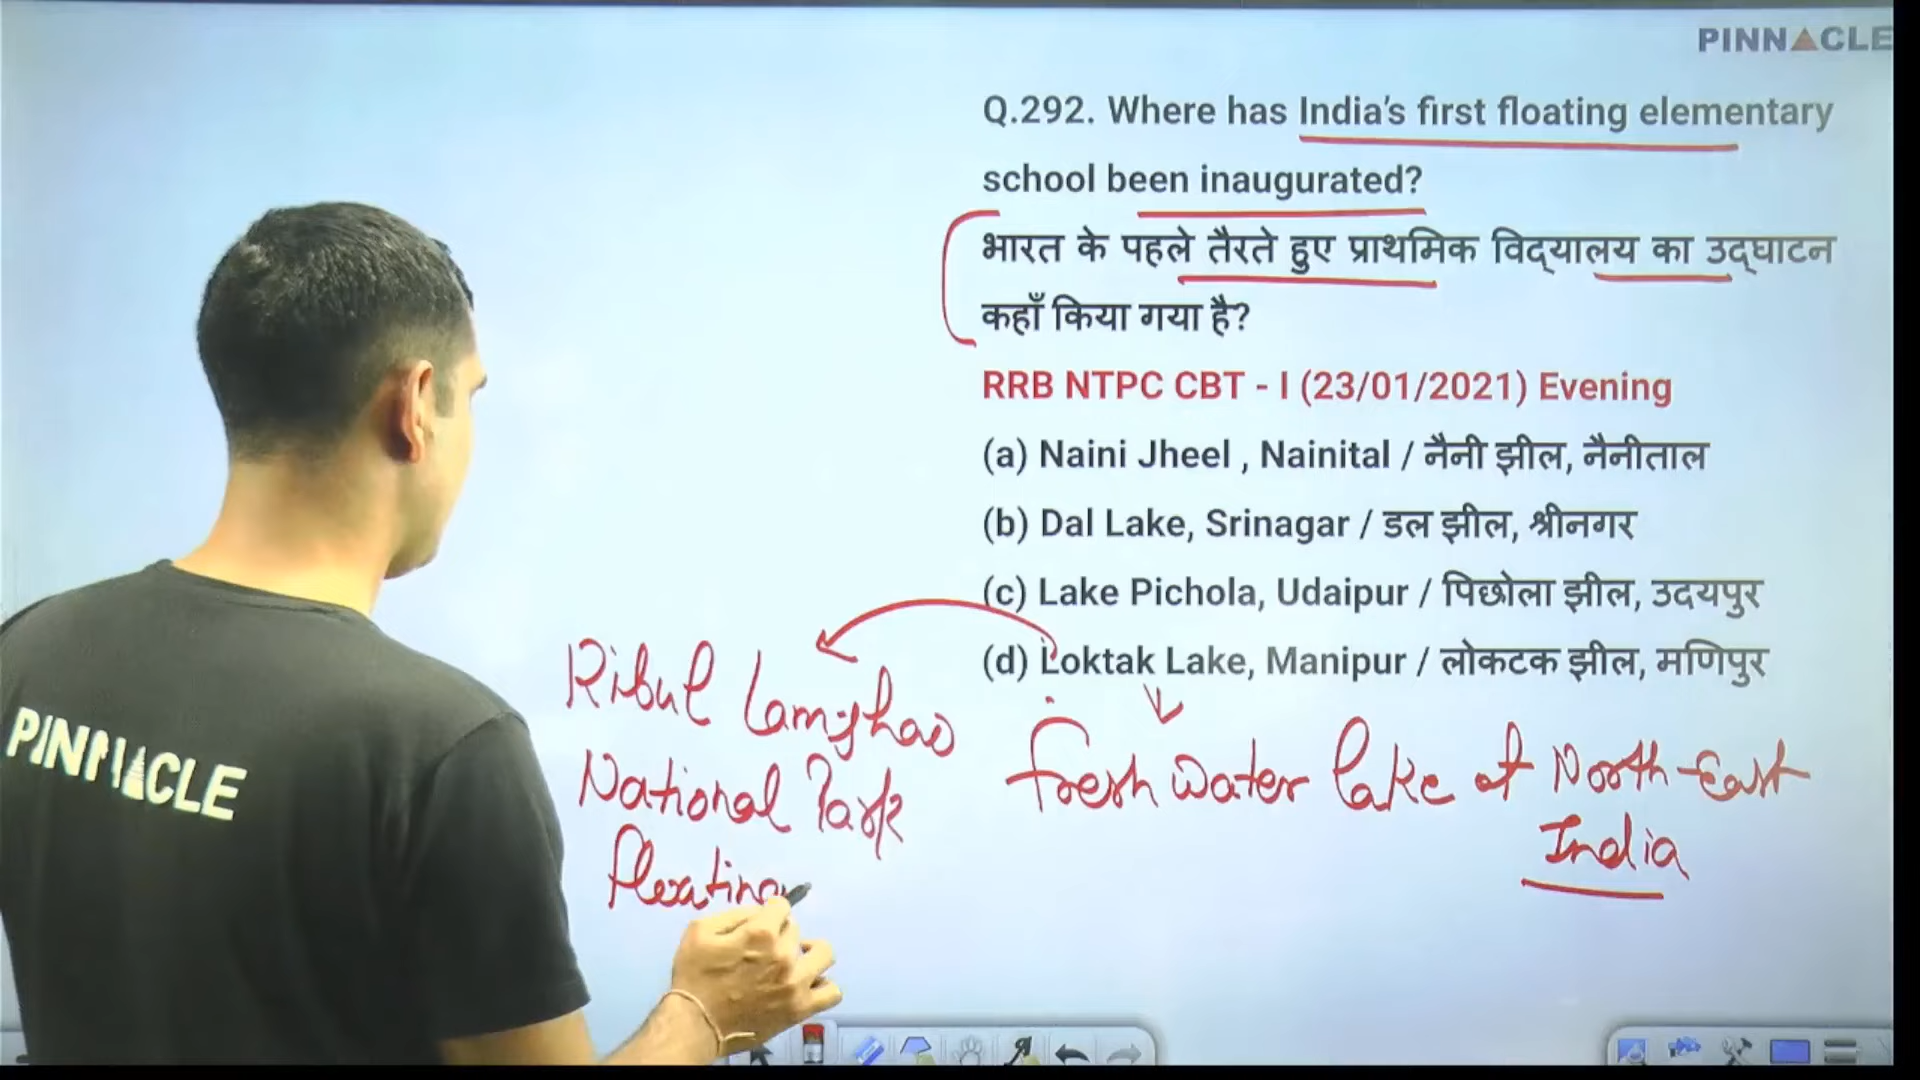 PINNACLE
Q.292. Where has India's first floating elementary
school been inaugurated?
भारत के पहले तैरते हुए प्राथमिक विद्यालय का उद्घाटन
कहाँ किया गया है?
RRB NTPC CBT - I (23/01/2021) Evening
(a) Naini Jheel , Nainital / नैनी झील, नैनीताल
(b) Dal Lake, Srinagar / डल झील, श्रीनगर
(c) Lake Pichola, Udaipur / पिछोला झील, उदयपुर
(d) Loktak Lake, Manipur / लोकटक झील, मणिपुर
National Park
floating
fresh water lake of North-East
India
PINNACLE